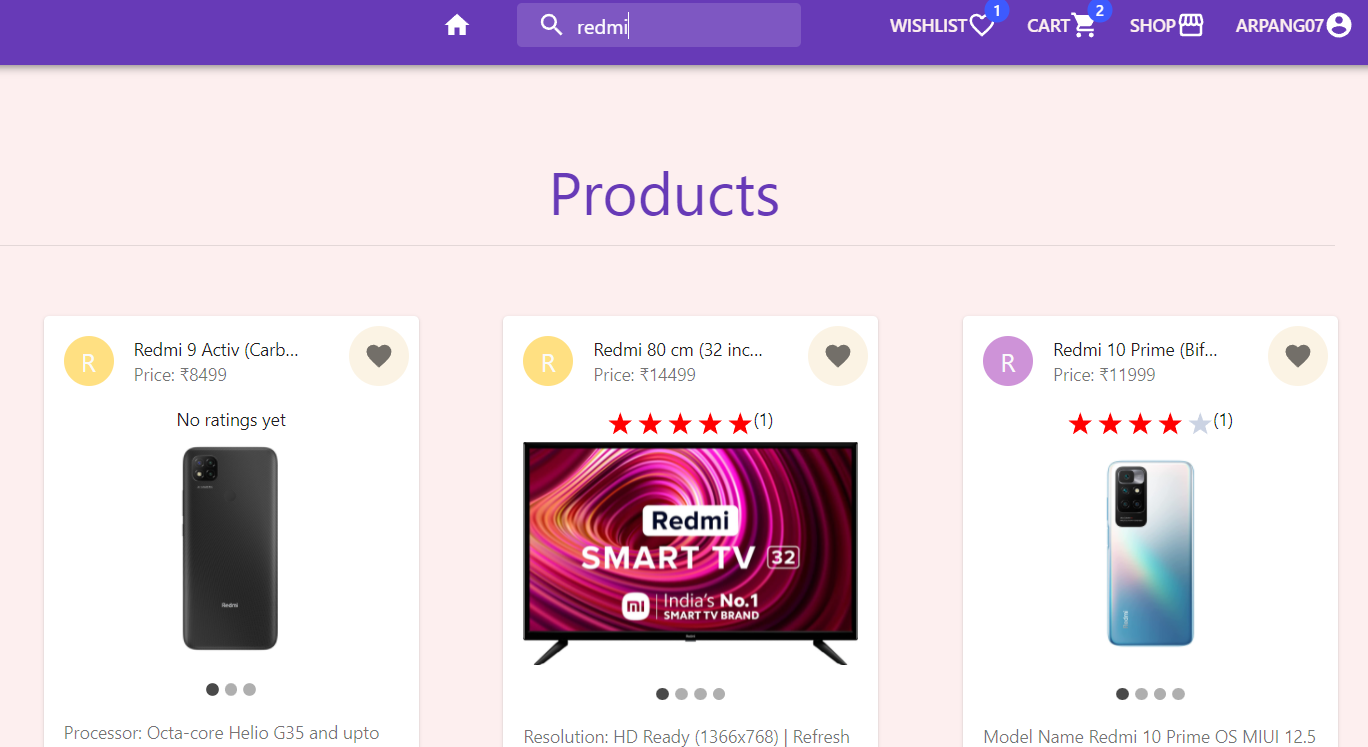 redmi
WISHLIST 1
CART 2
SHOP
ARPANG07
Products
R
Redmi 9 Activ (Carb...
Price: ₹8499
No ratings yet
Redmi
Processor: Octa-core Helio G35 and upto
R
Redmi 80 cm (32 inc...
Price: ₹14499
(1)
Redmi
SMART TV 32
mi India's No.1
SMART TV BRAND
Resolution: HD Ready (1366x768) | Refresh
R
Redmi 10 Prime (Bif...
Price: ₹11999
(1)
Redmi
Model Name Redmi 10 Prime OS MIUI 12.5